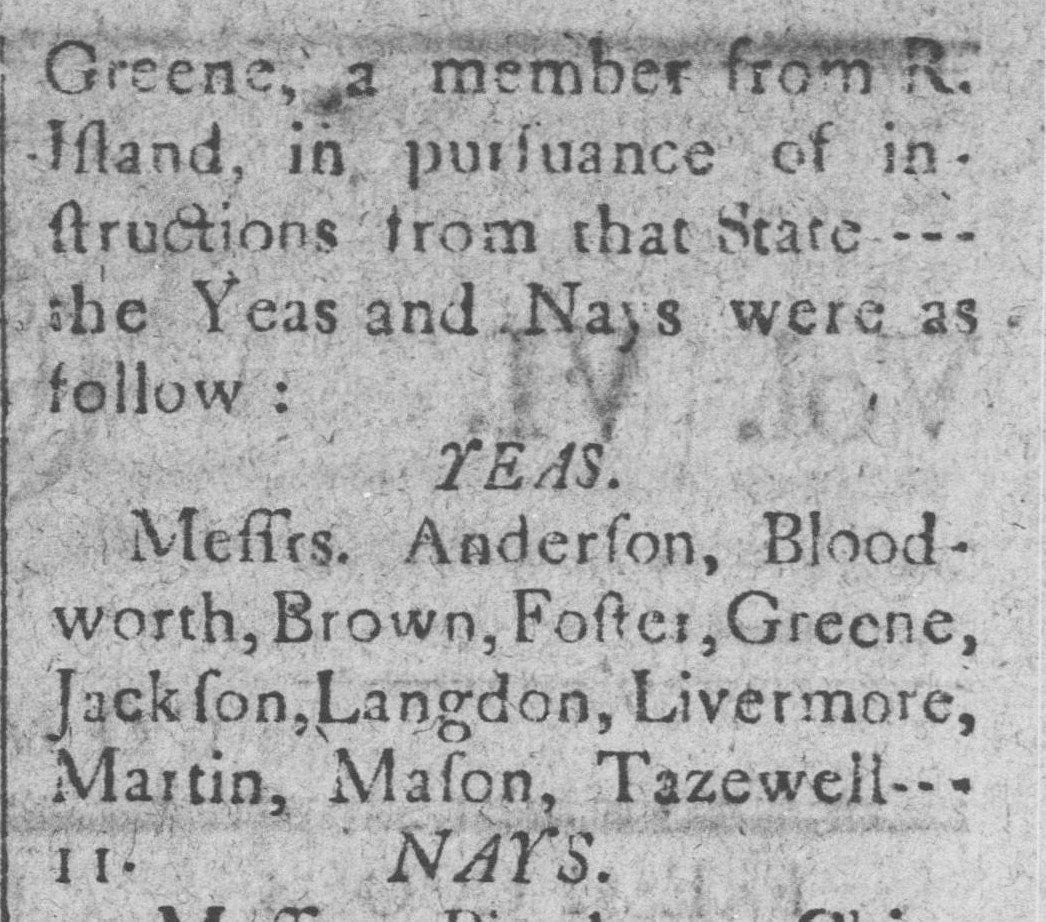 Greene, a member from R.
Iſland, in purſuance of in-
ſtructions from that State ---
the Yeas and Nays were as
follow :
YEAS.
Meſſrs. Anderſon, Blood-
worth, Brown, Foſter, Greene,
Jackſon, Langdon, Livermore,
Martin, Maſon, Tazewell---
11. NAYS.